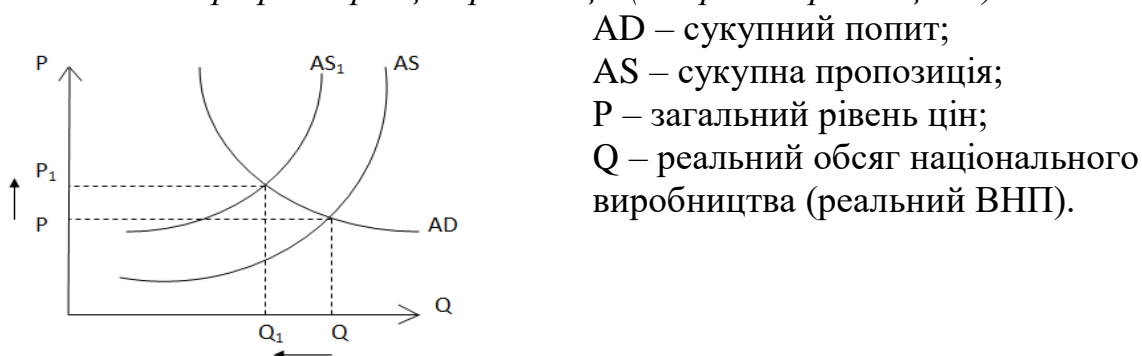 AD – сукупний попит;
AS – сукупна пропозиція;
P – загальний рівень цін;
Q – реальний обсяг національного
виробництва (реальний ВНП).
P
AS₁
AS
P₁
P
AD
Q
Q₁
Q